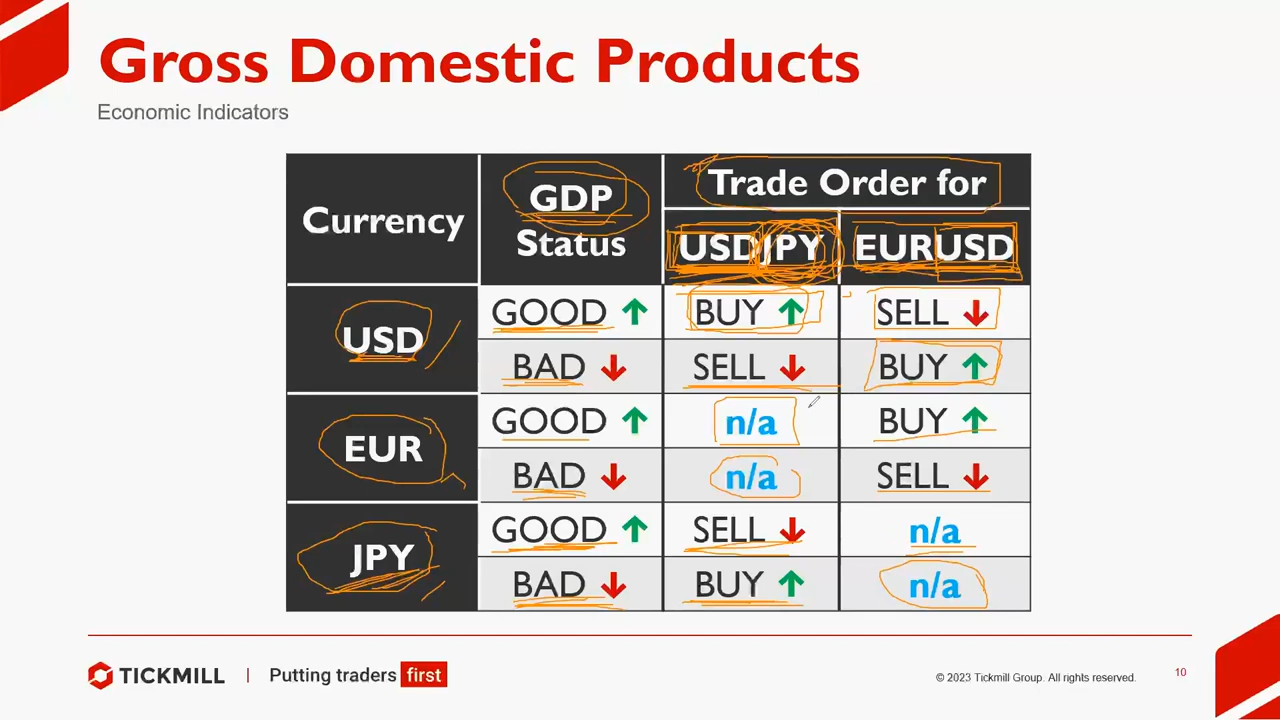 Gross Domestic Products
Economic Indicators
Currency
GDP
Status
Trade Order for
USDJPY
EURUSD
USD
GOOD ↑ BUY ↑ SELL ↓
BAD ↓ SELL ↓ BUY ↑
EUR
GOOD ↑ n/a BUY ↑
BAD ↓ n/a SELL ↓
JPY
GOOD ↑ SELL ↓ n/a
BAD ↓ BUY ↑ n/a
TICKMILL | Putting traders first
© 2023 Tickmill Group. All rights reserved.
10